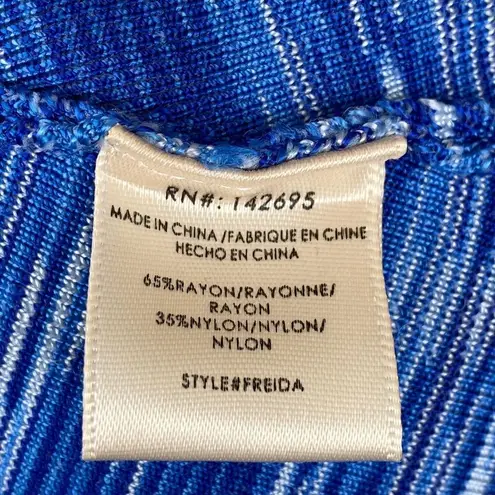 RN#: 142695
MADE IN CHINA/FABRIQUE EN CHINE
HECHO EN CHINA
65%RAYON/RAYONNE/
RAYON
35%NYLON/NYLON/
NYLON
STYLE#FREIDA